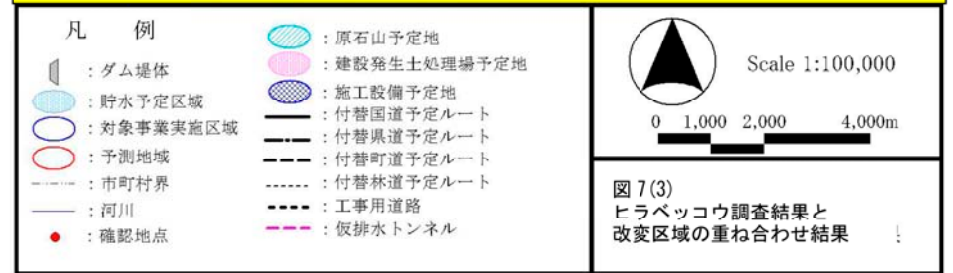 凡 例
：ダム堤体
：貯水予定区域
：対象事業実施区域
：予測地域
：市町村界
：河川
：確認地点
：原石山予定地
：建設発生土処理場予定地
：施工設備予定地
：付替国道予定ルート
：付替県道予定ルート
：付替町道予定ルート
：付替林道予定ルート
：工事用道路
：仮排水トンネル
Scale 1:100,000
0 1,000 2,000 4,000m
図 7(3)
ヒラベッコウ調査結果と
改変区域の重ね合わせ結果